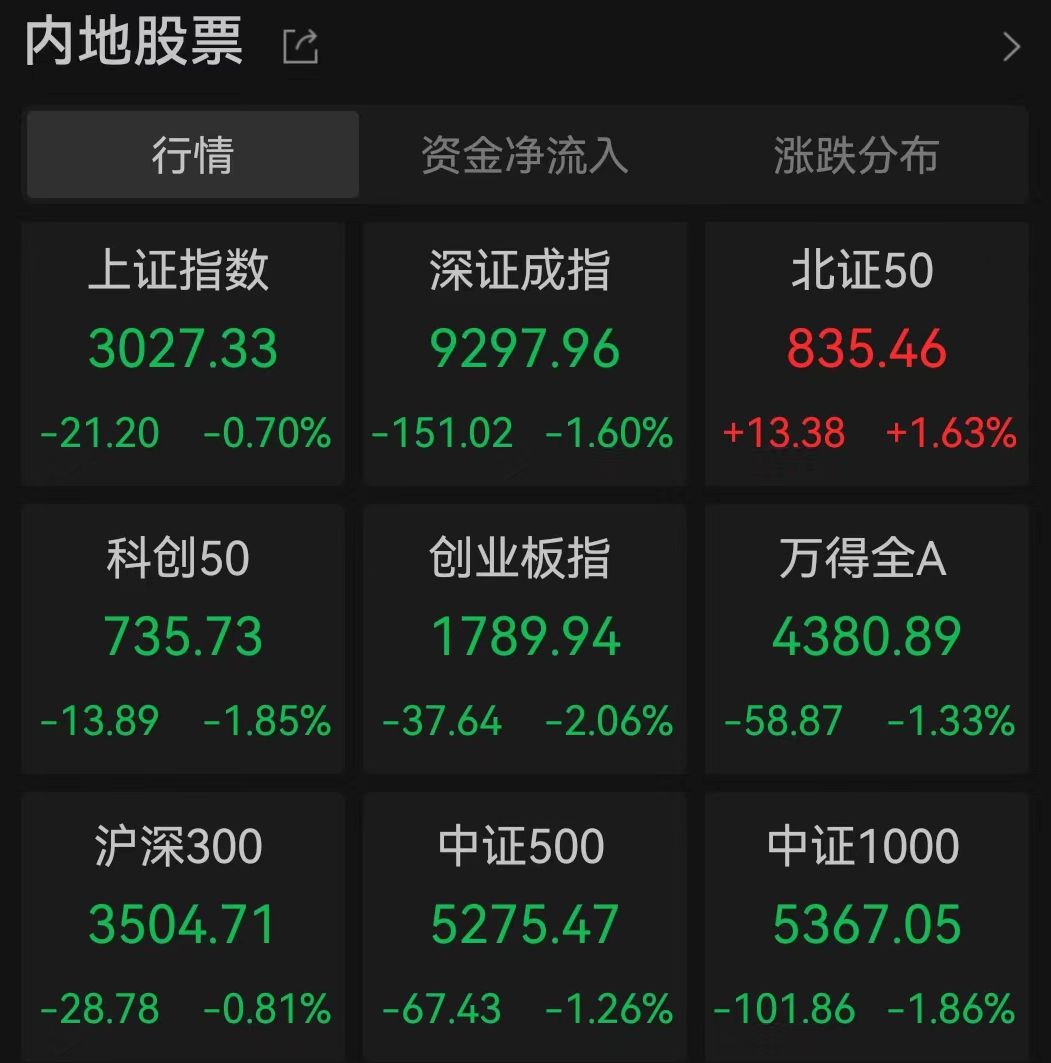 内地股票
行情 资金净流入 涨跌分布
上证指数 深证成指 北证50
3027.33 9297.96 835.46
-21.20 -0.70% -151.02 -1.60% +13.38 +1.63%
科创50 创业板指 万得全A
735.73 1789.94 4380.89
-13.89 -1.85% -37.64 -2.06% -58.87 -1.33%
沪深300 中证500 中证1000
3504.71 5275.47 5367.05
-28.78 -0.81% -67.43 -1.26% -101.86 -1.86%